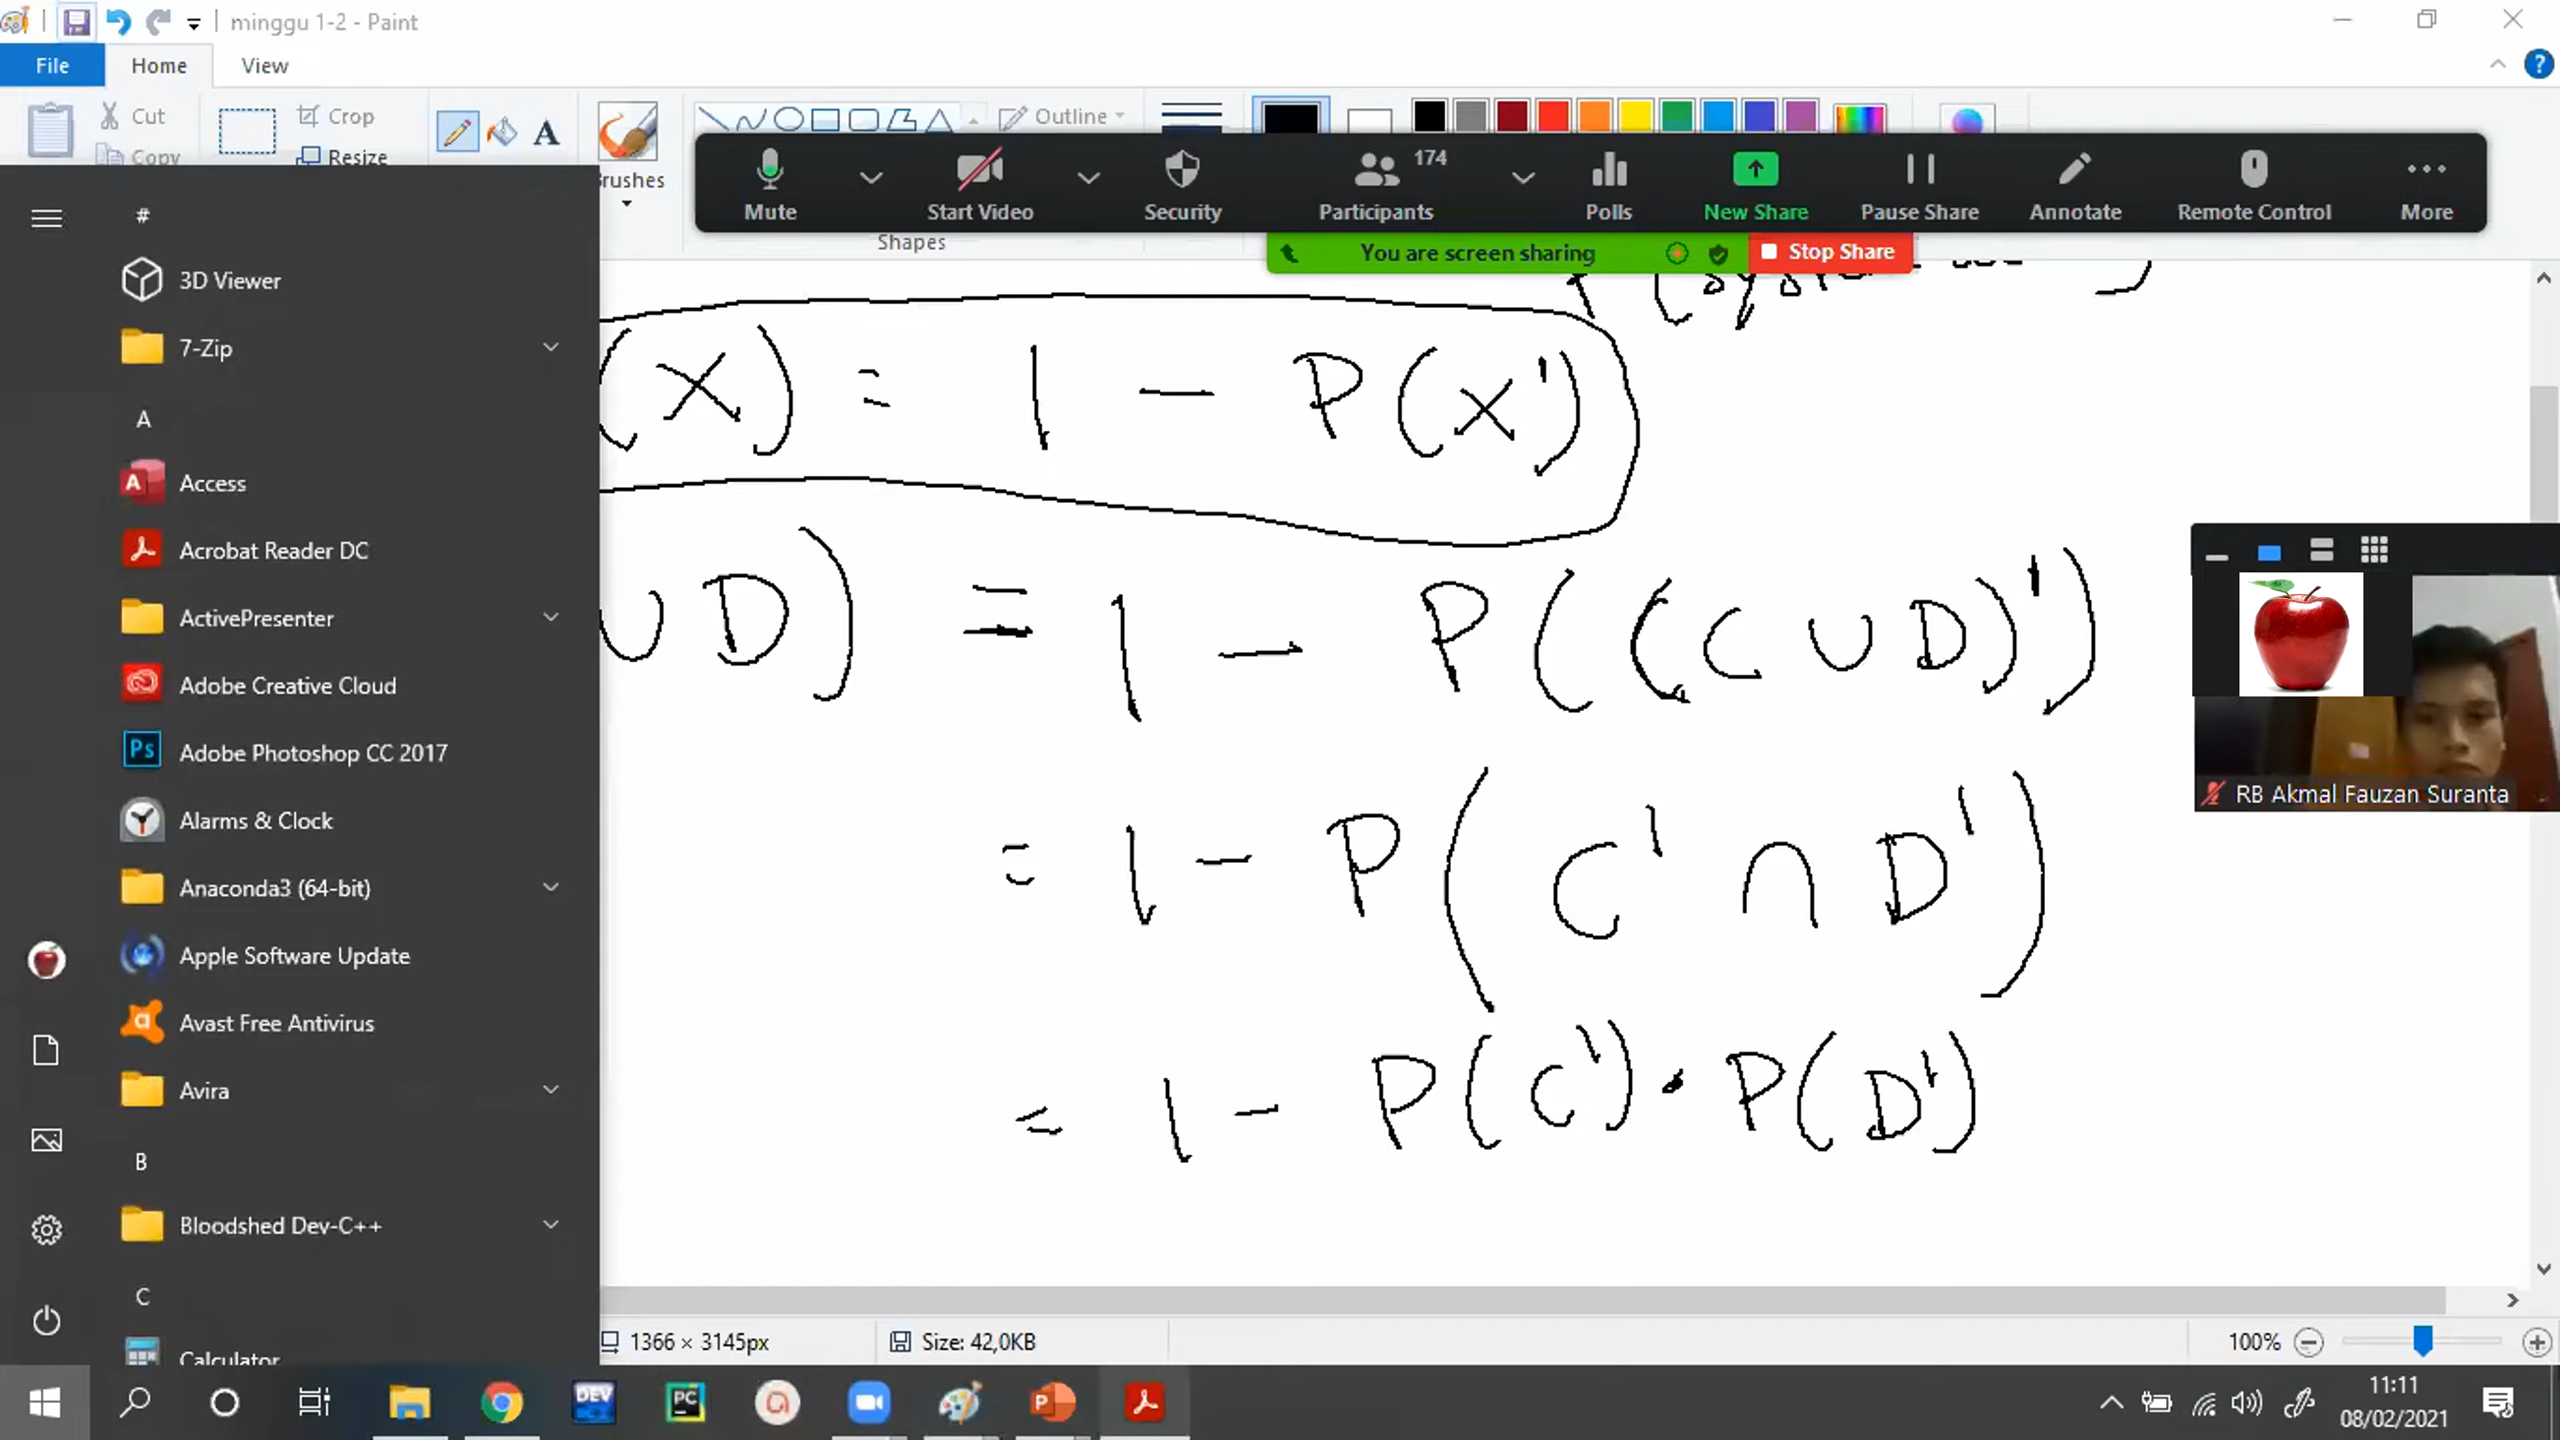 minggu 1-2 - Paint
File Home View
Cut Crop Outline
Copy Resize
Shapes
Mute Start Video Security Participants 174 Polls New Share Pause Share Annotate Remote Control More
You are screen sharing Stop Share
#
3D Viewer
7-Zip
A
Access
Acrobat Reader DC
ActivePresenter
Adobe Creative Cloud
Adobe Photoshop CC 2017
Alarms & Clock
Anaconda3 (64-bit)
Apple Software Update
Avast Free Antivirus
Avira
B
Bloodshed Dev-C++
C
Calculator
(X) = 1 - P(X')
∪ D) = 1 - P((C ∪ D)')
= 1 - P(C' ∩ D')
= 1 - P(C') • P(D')
RB Akmal Fauzan Suranta
1366 × 3145px Size: 42,0KB 100%
11:11
08/02/2021